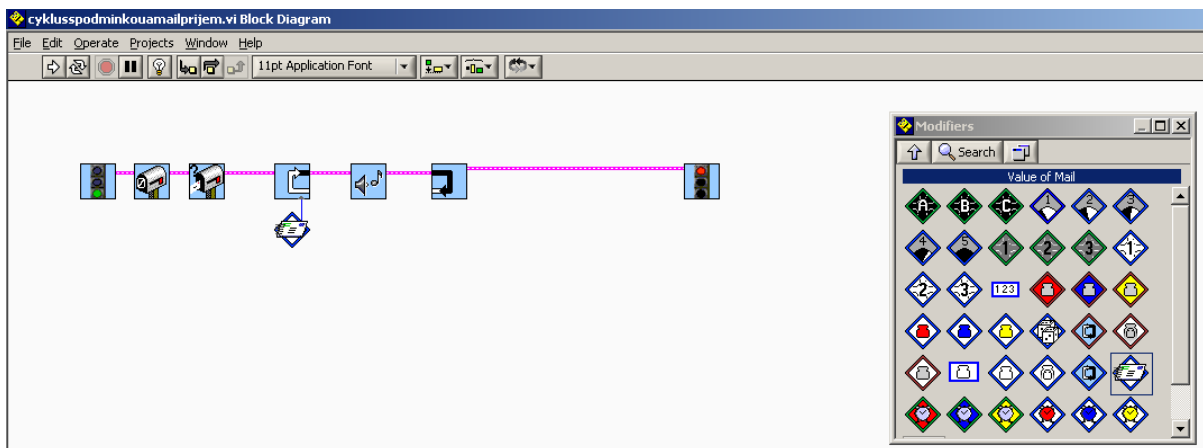 cyklusspodminkouamailprijem.vi Block Diagram
File Edit Operate Projects Window Help
11pt Application Font
Modifiers
Search
Value of Mail
A B C 1 2 3
4 5 1 2 3 1
2 3 123
0